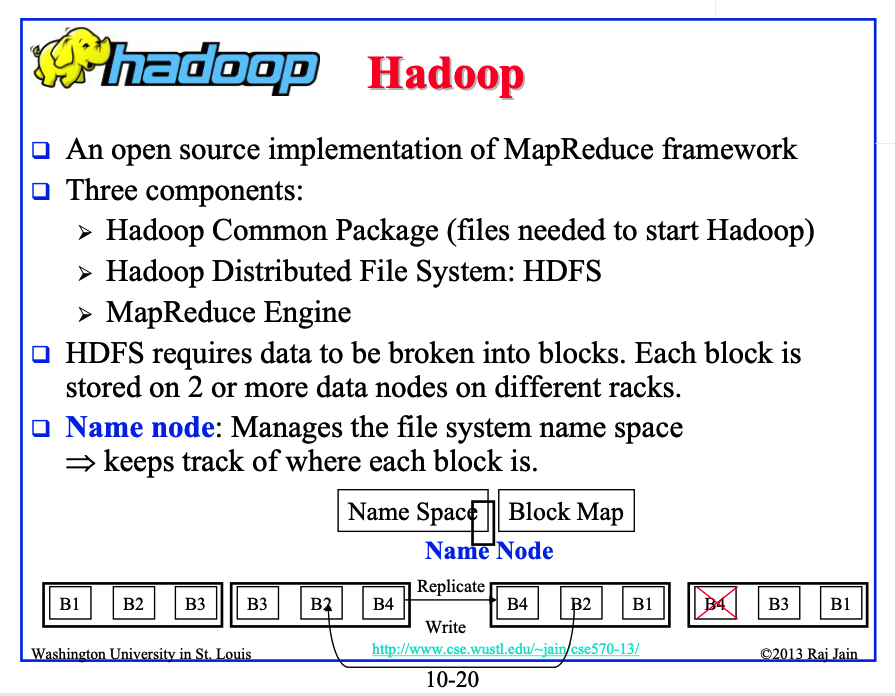 hadoop
Hadoop
An open source implementation of MapReduce framework
Three components:
Hadoop Common Package (files needed to start Hadoop)
Hadoop Distributed File System: HDFS
MapReduce Engine
HDFS requires data to be broken into blocks. Each block is
stored on 2 or more data nodes on different racks.
Name node: Manages the file system name space
⇒ keeps track of where each block is.
Name Space Block Map
Name Node
Replicate
B1 B2 B3 B3 B2 B4 B4 B2 B1 B4 B3 B1
Write
Washington University in St. Louis http://www.cse.wustl.edu/~jain/cse570-13/ ©2013 Raj Jain
10-20